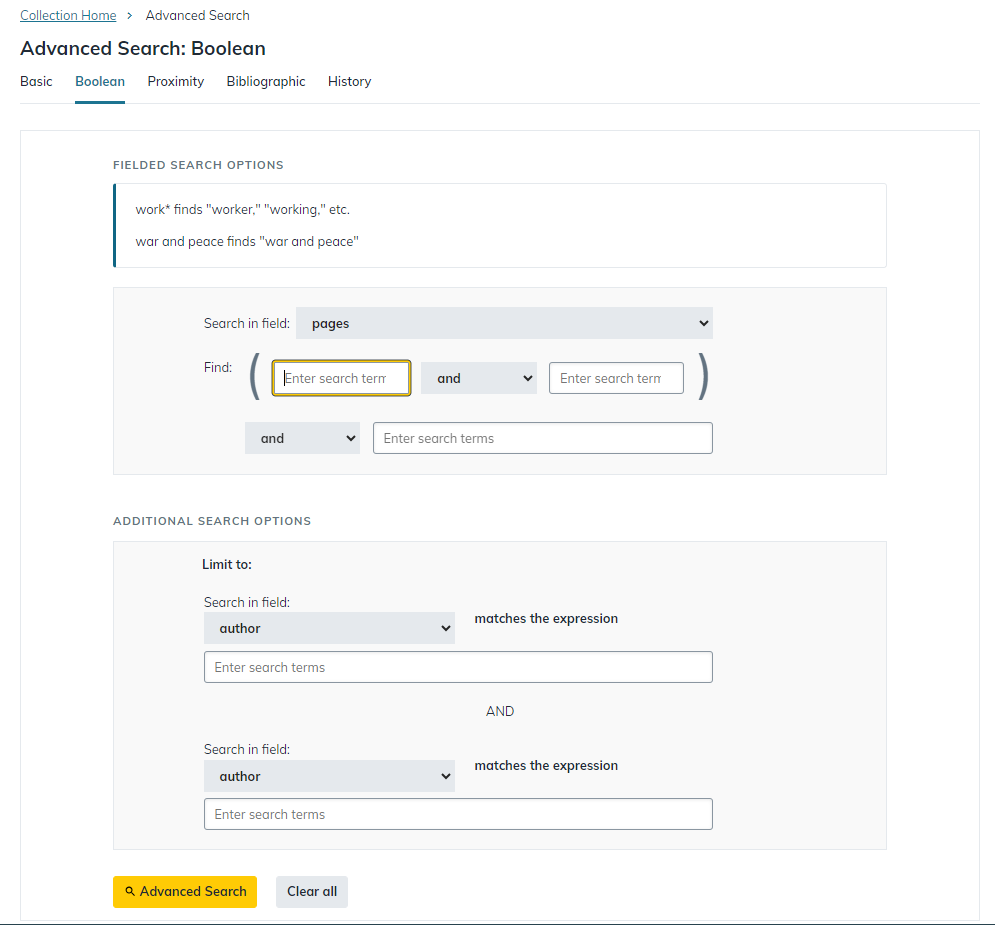 Collection Home > Advanced Search
Advanced Search: Boolean
Basic Boolean Proximity Bibliographic History
FIELDED SEARCH OPTIONS
work* finds "worker," "working," etc.
war and peace finds "war and peace"
Search in field: pages
Find: ( Enter search term and Enter search term )
and Enter search terms
ADDITIONAL SEARCH OPTIONS
Limit to:
Search in field:
author matches the expression
Enter search terms
AND
Search in field:
author matches the expression
Enter search terms
Advanced Search Clear all